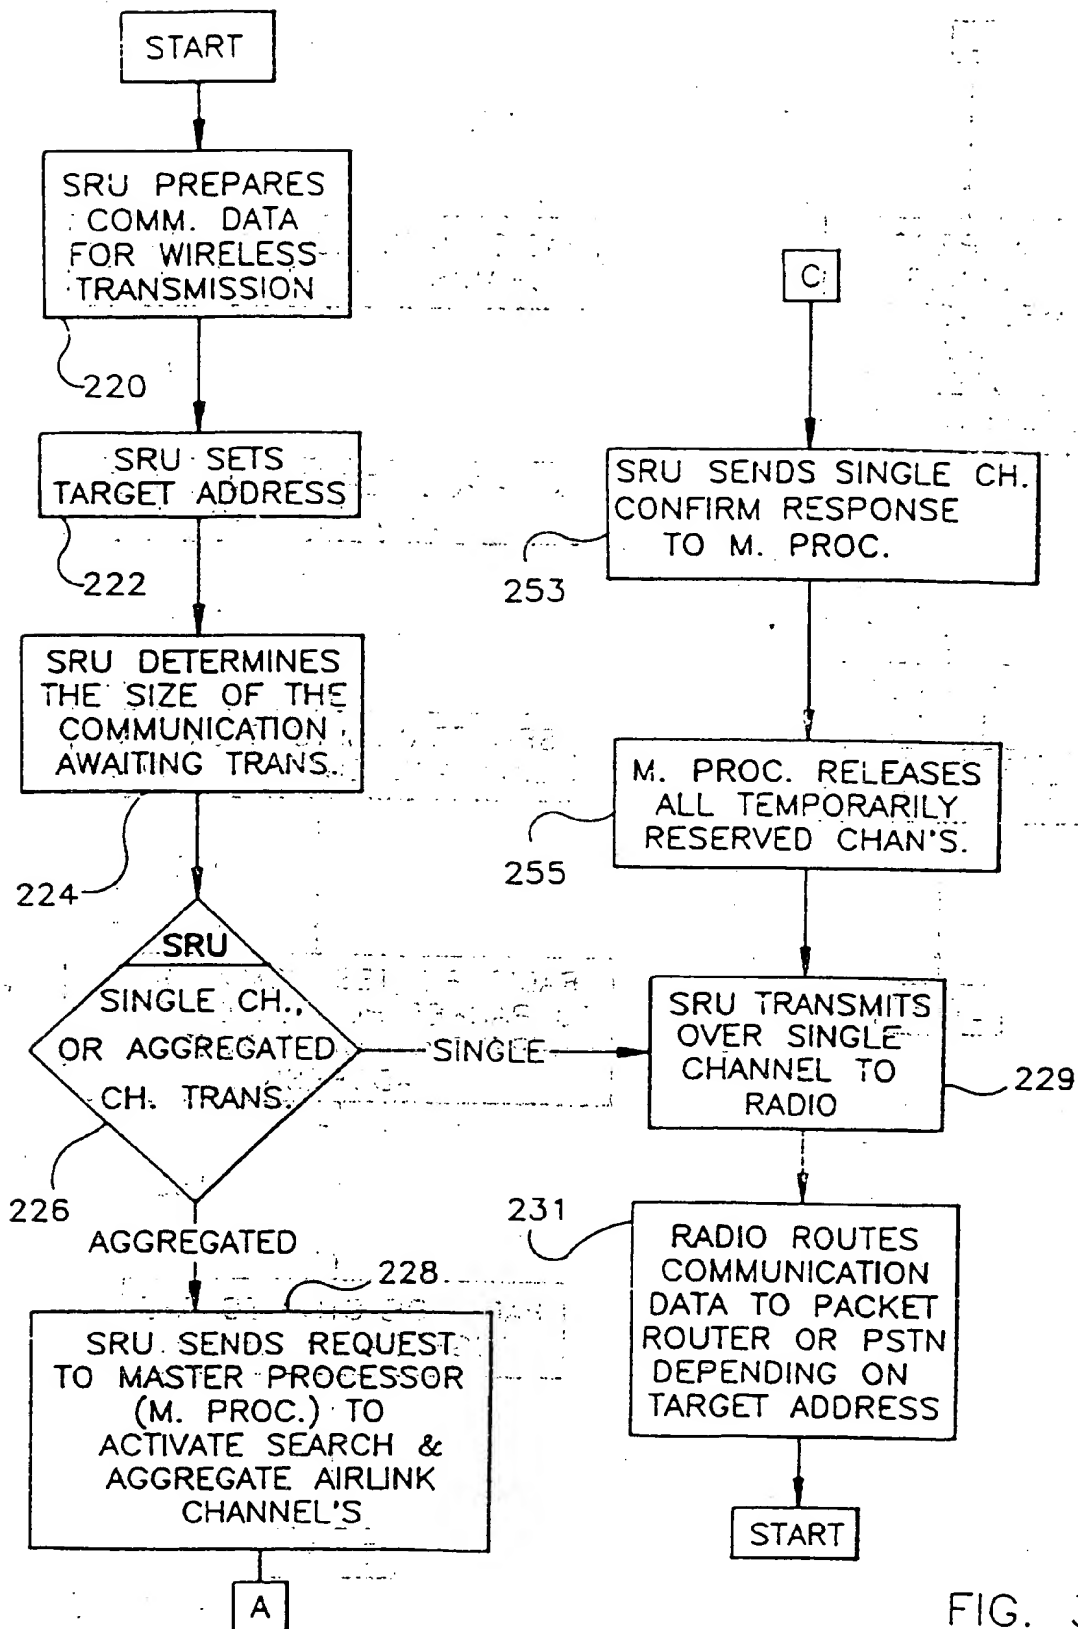 START
SRU PREPARES
COMM. DATA
FOR WIRELESS
TRANSMISSION
220
SRU SETS
TARGET ADDRESS
222
SRU DETERMINES
THE SIZE OF THE
COMMUNICATION
AWAITING TRANS.
224
SRU
SINGLE CH.,
OR AGGREGATED
CH. TRANS.
226
SINGLE
AGGREGATED
228
SRU SENDS REQUEST
TO MASTER PROCESSOR
(M. PROC.) TO
ACTIVATE SEARCH &
AGGREGATE AIRLINK
CHANNEL'S
A
C
SRU SENDS SINGLE CH.
CONFIRM RESPONSE
TO M. PROC.
253
M. PROC. RELEASES
ALL TEMPORARILY
RESERVED CHAN'S.
255
SRU TRANSMITS
OVER SINGLE
CHANNEL TO
RADIO
229
231
RADIO ROUTES
COMMUNICATION
DATA TO PACKET
ROUTER OR PSTN
DEPENDING ON
TARGET ADDRESS
START
FIG.